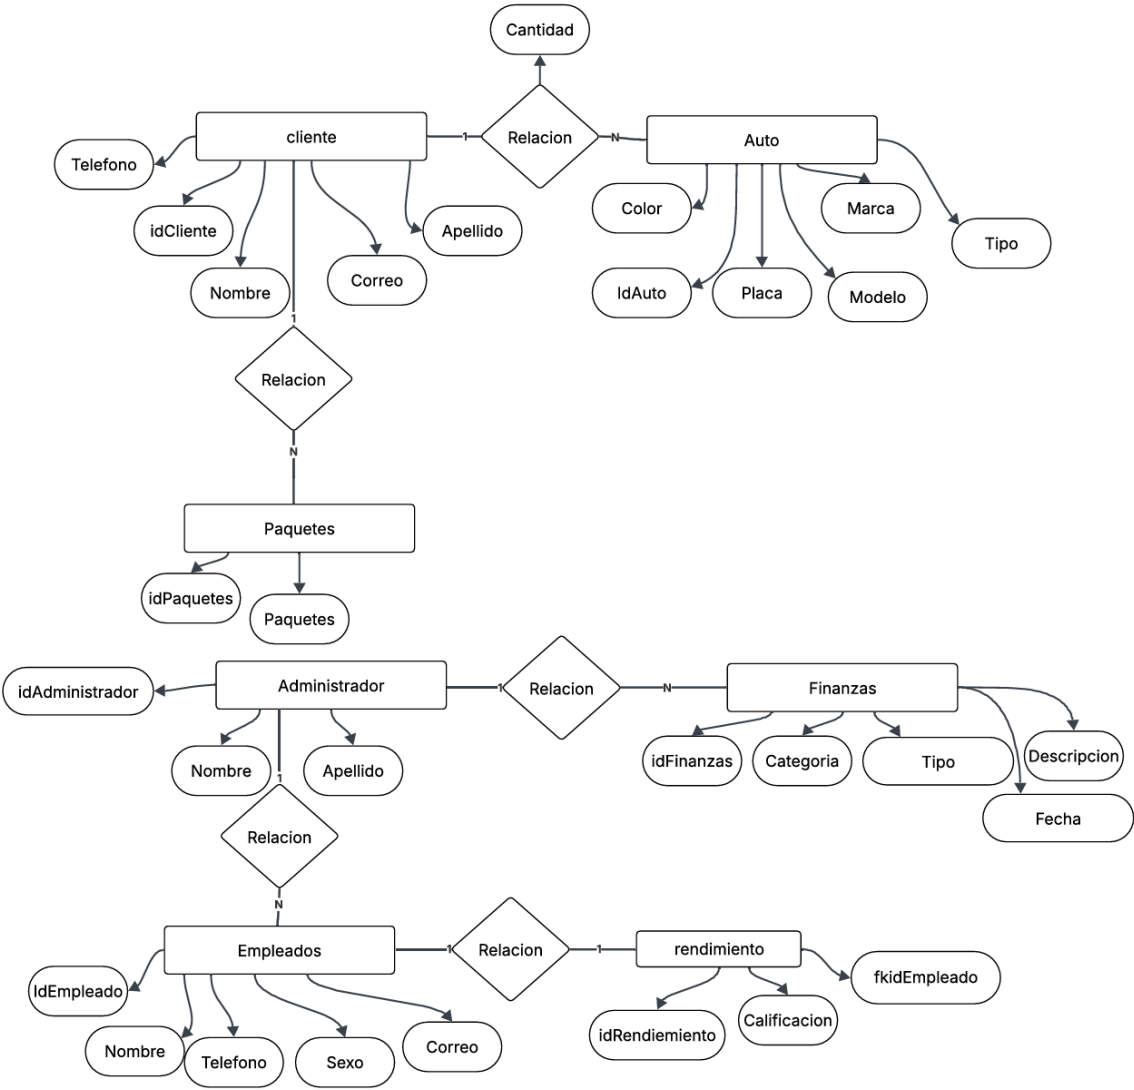 Cantidad
cliente
1
Relacion
N
Auto
Telefono
Color
Marca
idCliente
Apellido
Tipo
Nombre
Correo
IdAuto
Placa
Modelo
1
Relacion
N
Paquetes
idPaquetes
Paquetes
idAdministrador
Administrador
1
Relacion
N
Finanzas
Nombre
Apellido
idFinanzas
Categoria
Tipo
Descripcion
1
Fecha
Relacion
N
Empleados
1
Relacion
1
rendimiento
IdEmpleado
fkidEmpleado
Nombre
Telefono
Sexo
Correo
idRendiemiento
Calificacion